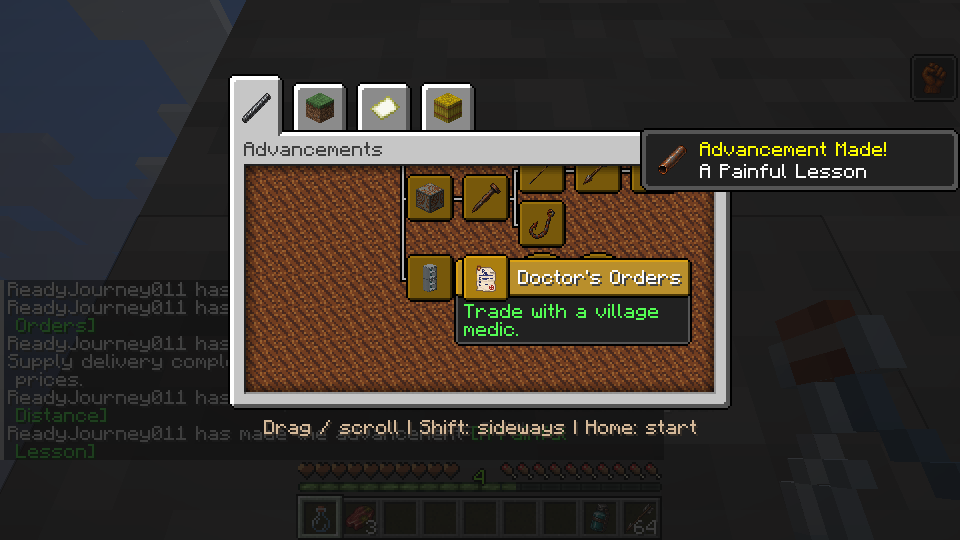 Advancements
Advancement Made!
A Painful Lesson
Doctor's Orders
Trade with a village
medic.
ReadyJourney011 has
ReadyJourney011 has
Orders]
ReadyJourney011 has
Supply delivery compl
prices.
ReadyJourney011 has
Distance]
ReadyJourney011 has made the advancement [A Painful
Lesson]
Drag / scroll | Shift: sideways | Home: start
4
3
64